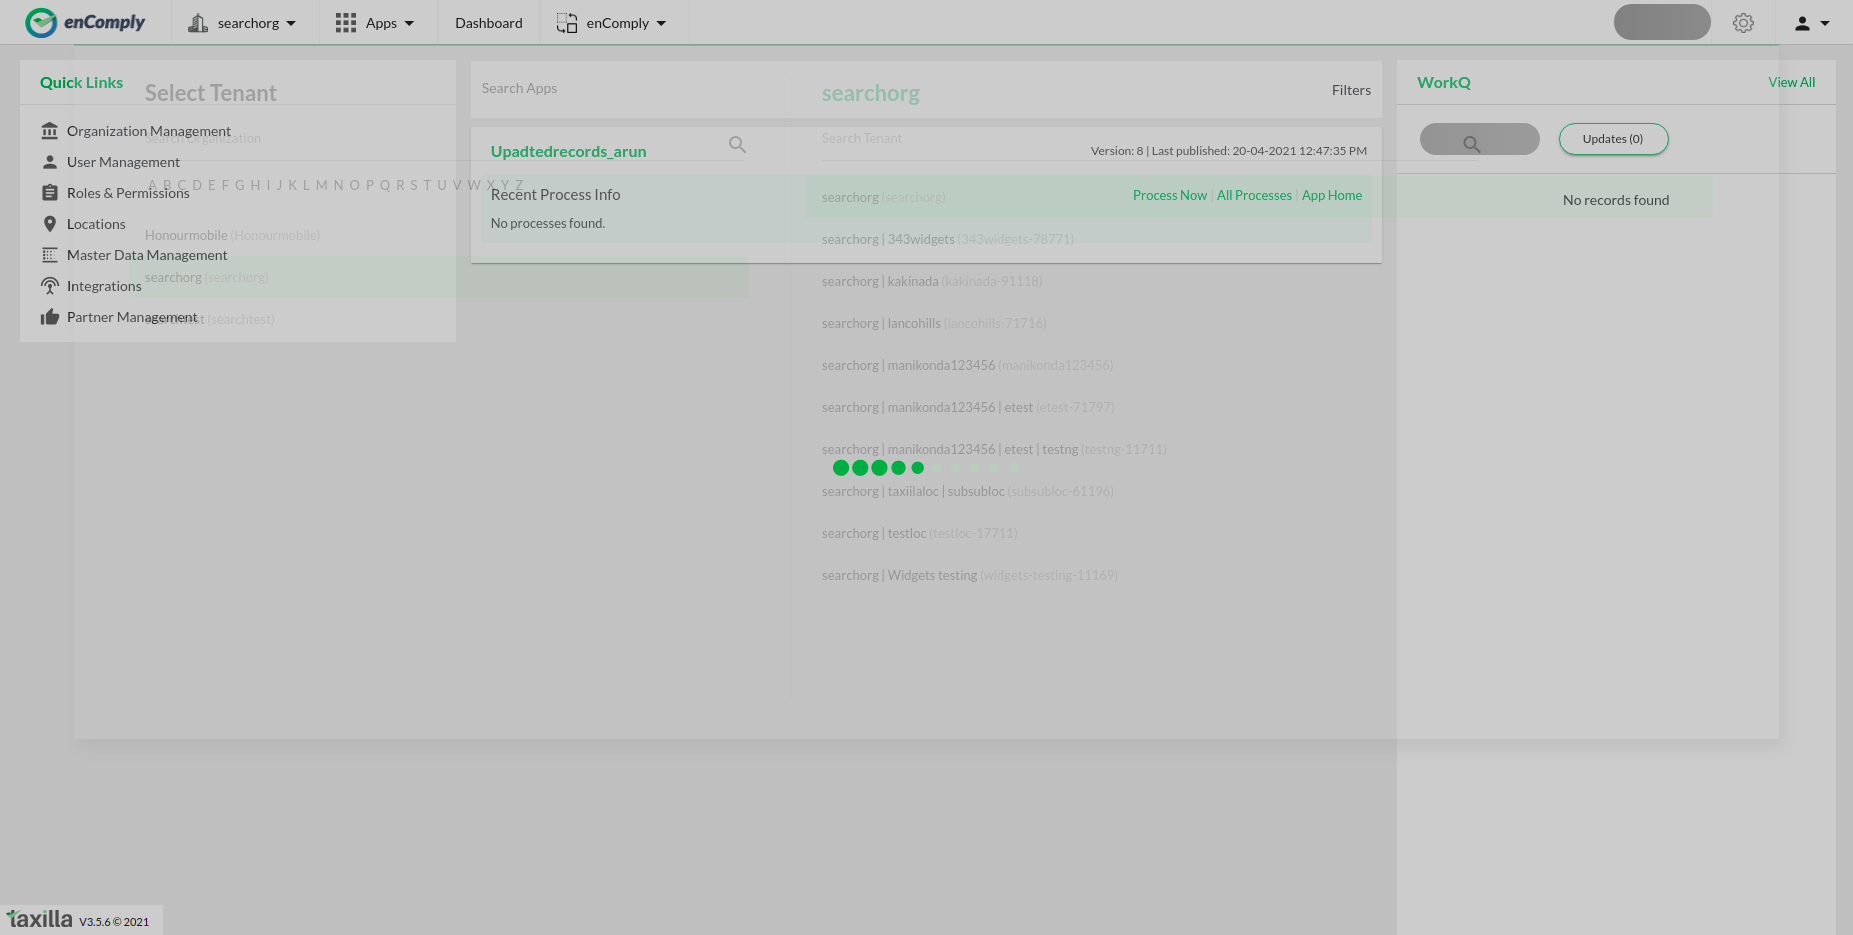 enComply
searchorg
Apps
Dashboard
enComply
Quick Links
Organization Management
User Management
Roles & Permissions
Locations
Master Data Management
Integrations
Partner Management
Select Tenant
Search Organization
A B C D E F G H I J K L M N O P Q R S T U V W X Y Z
Honourmobile (Honourmobile)
searchorg (searchorg)
searchtest (searchtest)
Search Apps
Filters
Upadtedrecords_arun
Version: 8 | Last published: 20-04-2021 12:47:35 PM
Recent Process Info
Process Now | All Processes | App Home
No processes found.
searchorg
Search Tenant
searchorg (searchorg)
searchorg | 343widgets (343widgets-78771)
searchorg | kakinada (kakinada-91118)
searchorg | lancohills (lancohills-71716)
searchorg | manikonda123456 (manikonda123456)
searchorg | manikonda123456 | etest (etest-71797)
searchorg | manikonda123456 | etest | testng (testng-11711)
searchorg | taxiilaloc | subsubloc (subsubloc-61196)
searchorg | testloc (testloc-17711)
searchorg | Widgets testing (widgets-testing-11169)
WorkQ
View All
Updates (0)
No records found
taxilla V3.5.6 © 2021